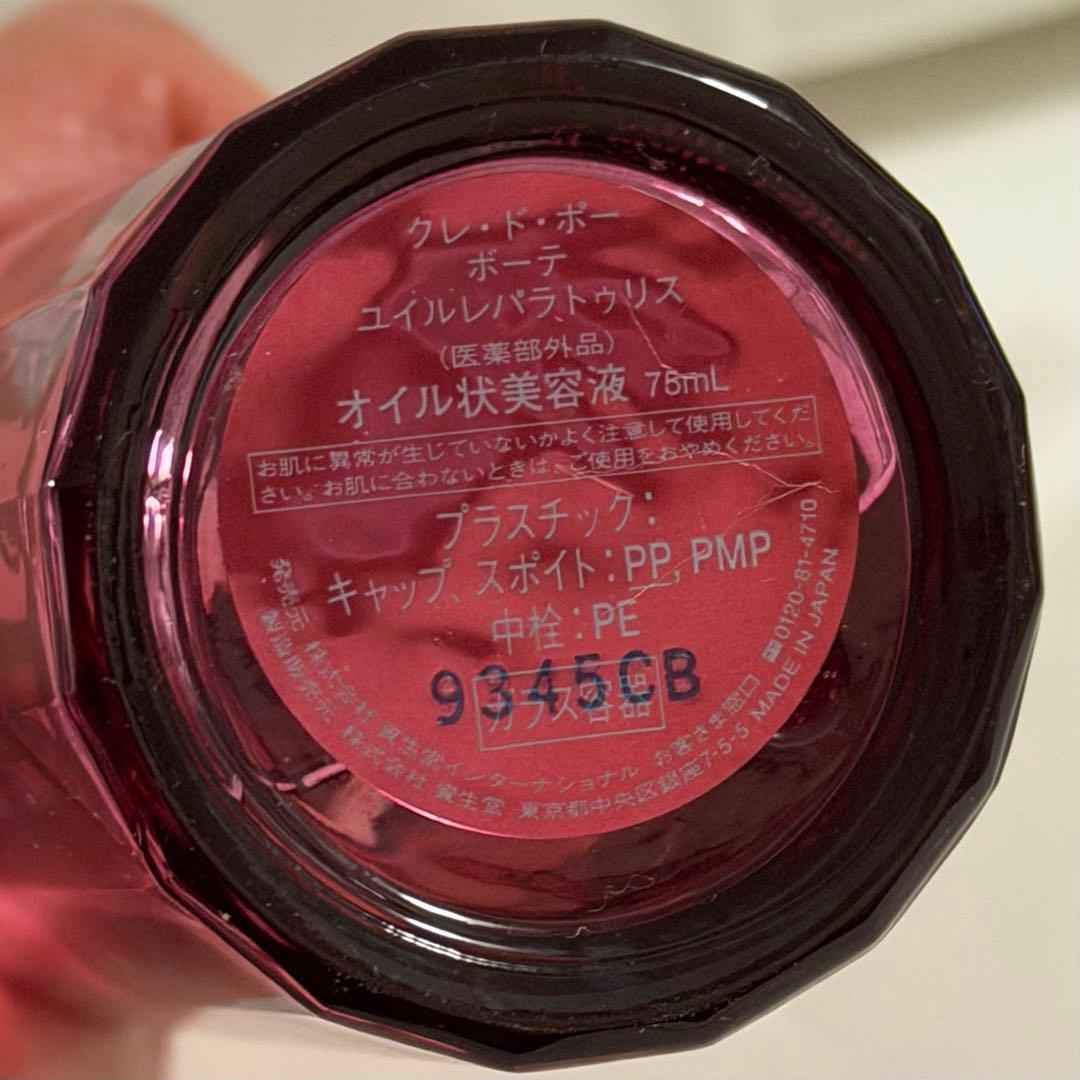 クレ・ド・ポー
ボーテ
ユイルレパラトゥリス
(医薬部外品)
オイル状美容液 75mL
お肌に異常が生じていないかよく注意して使用してくだ
さい。お肌に合わないときは、ご使用をおやめください。
プラスチック:
キャップ、スポイト:PP, PMP
中栓:PE
9345CB
ガラス容器
発売元 株式会社 資生堂インターナショナル お客さま窓口 0120-81-4710
製造販売元 株式会社 資生堂 東京都中央区銀座7-5-5 MADE IN JAPAN